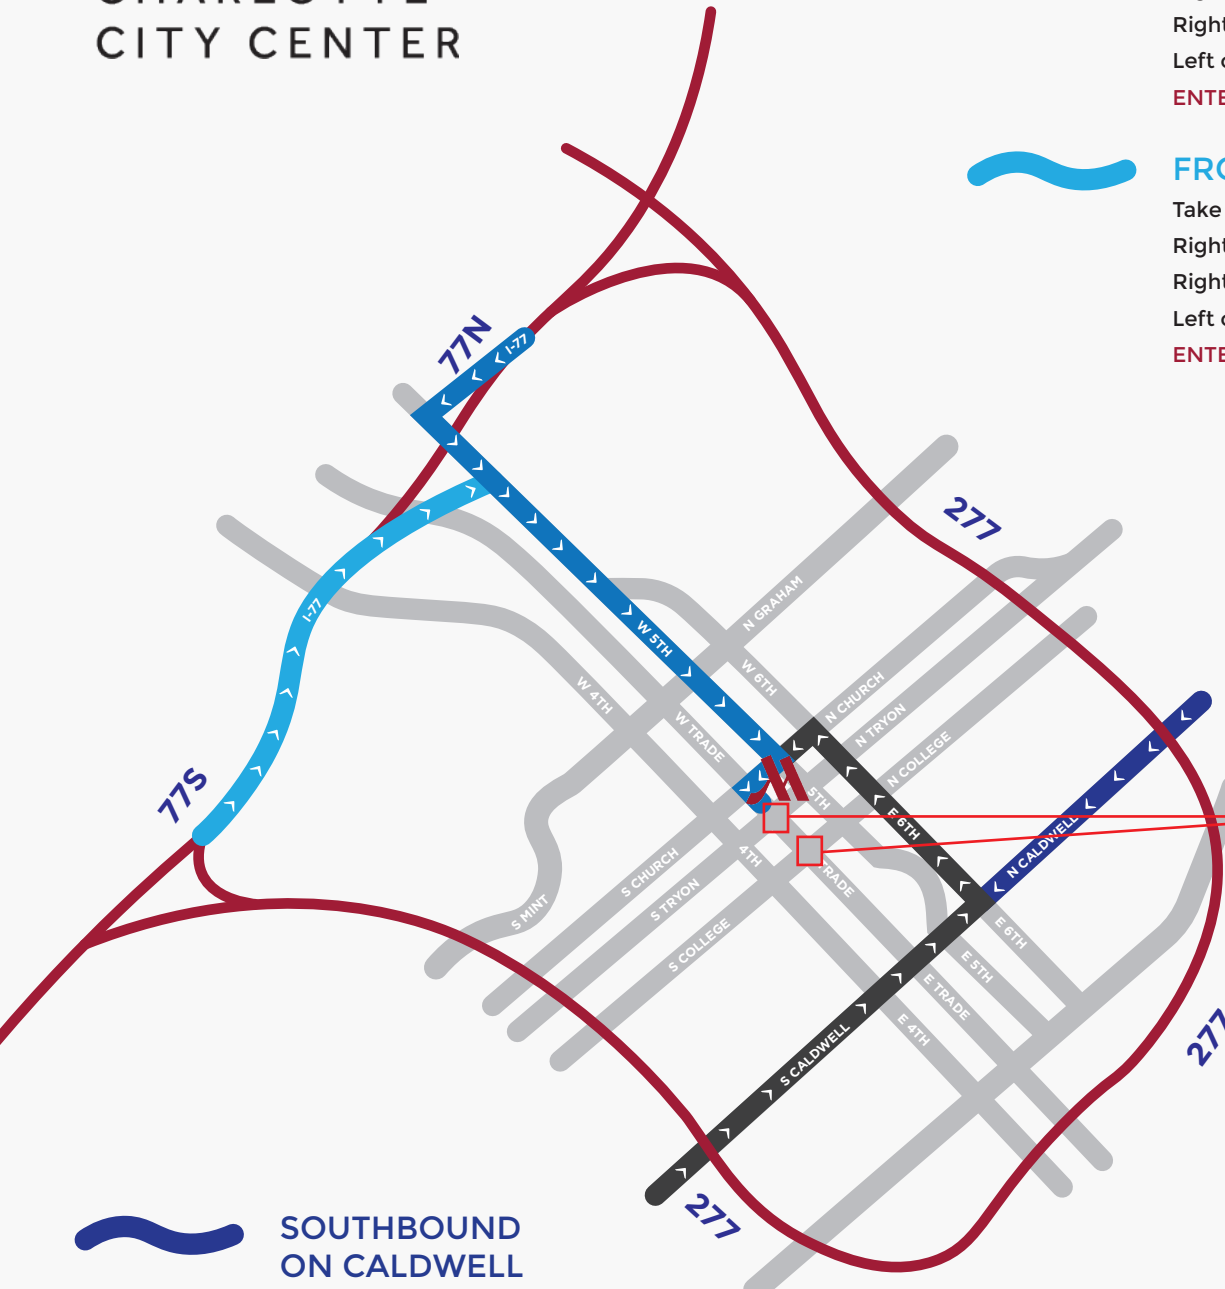 CHARLOTTE
CITY CENTER
Right
Left
ENTE
FRO
Take
Right
Right
Left
ENTE
77N
I-77
277
I-77
N GRAHAM
W 5TH
W 6TH
W 4TH
W TRADE
N CHURCH
N TRYON
N COLLEGE
77S
5TH
E 6TH
N CALDWELL
4TH
TRADE
S CHURCH
S TRYON
S MINT
S COLLEGE
E 6TH
E 5TH
E TRADE
E 4TH
S CALDWELL
277
277
SOUTHBOUND
ON CALDWELL